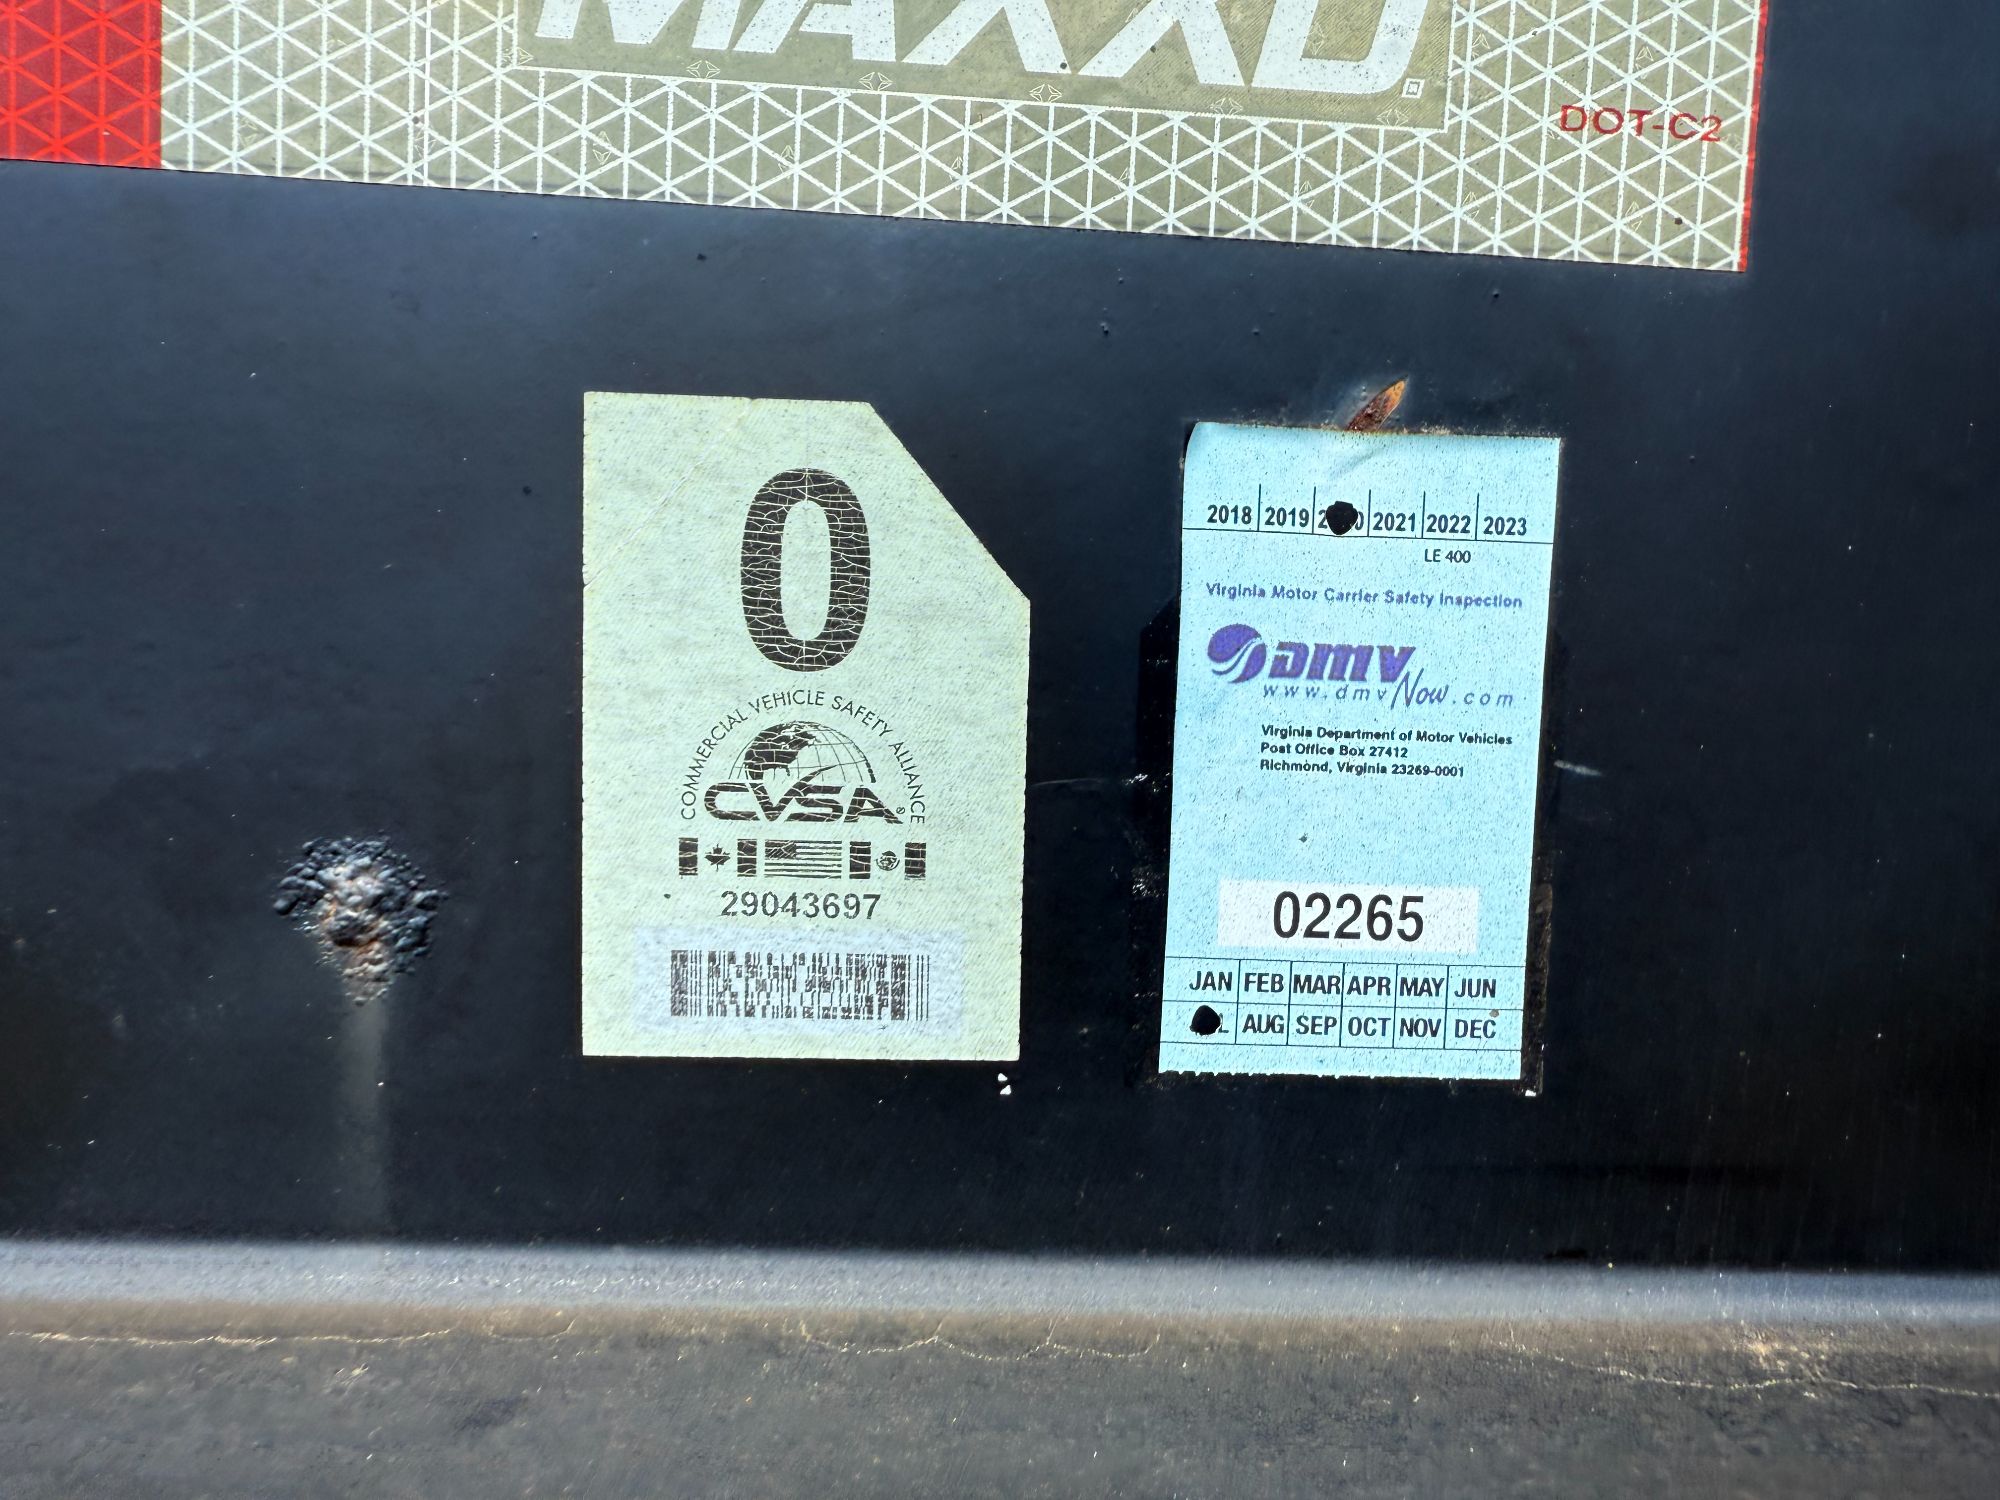 MAXXD
DOT-C2
0
COMMERCIAL VEHICLE SAFETY ALLIANCE
CVSA®
29043697
2018 2019 2021 2022 2023
LE 400
Virginia Motor Carrier Safety Inspection
DMV
www.dmvNow.com
Virginia Department of Motor Vehicles
Post Office Box 27412
Richmond, Virginia 23269-0001
02265
JAN FEB MAR APR MAY JUN
AUG SEP OCT NOV DEC